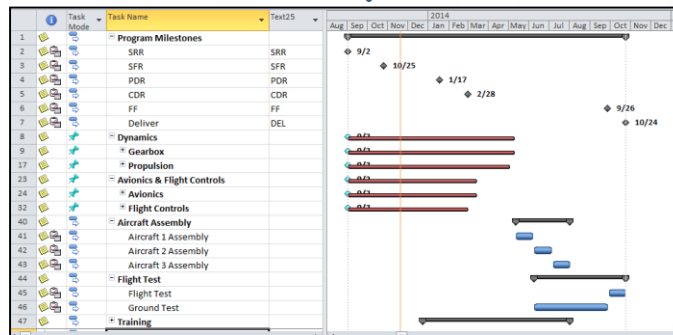 2014
Task Mode Task Name Text25 Aug Sep Oct Nov Dec Jan Feb Mar Apr May Jun Jul Aug Sep Oct Nov Dec
1 Program Milestones
2 SRR SRR 9/2
3 SFR SFR 10/25
4 PDR PDR 1/17
5 CDR CDR 2/28
6 FF FF 9/26
7 Deliver DEL 10/24
8 Dynamics
9 Gearbox
17 Propulsion
23 Avionics & Flight Controls
24 Avionics
32 Flight Controls
40 Aircraft Assembly
41 Aircraft 1 Assembly
42 Aircraft 2 Assembly
43 Aircraft 3 Assembly
44 Flight Test
45 Flight Test
46 Ground Test
47 Training